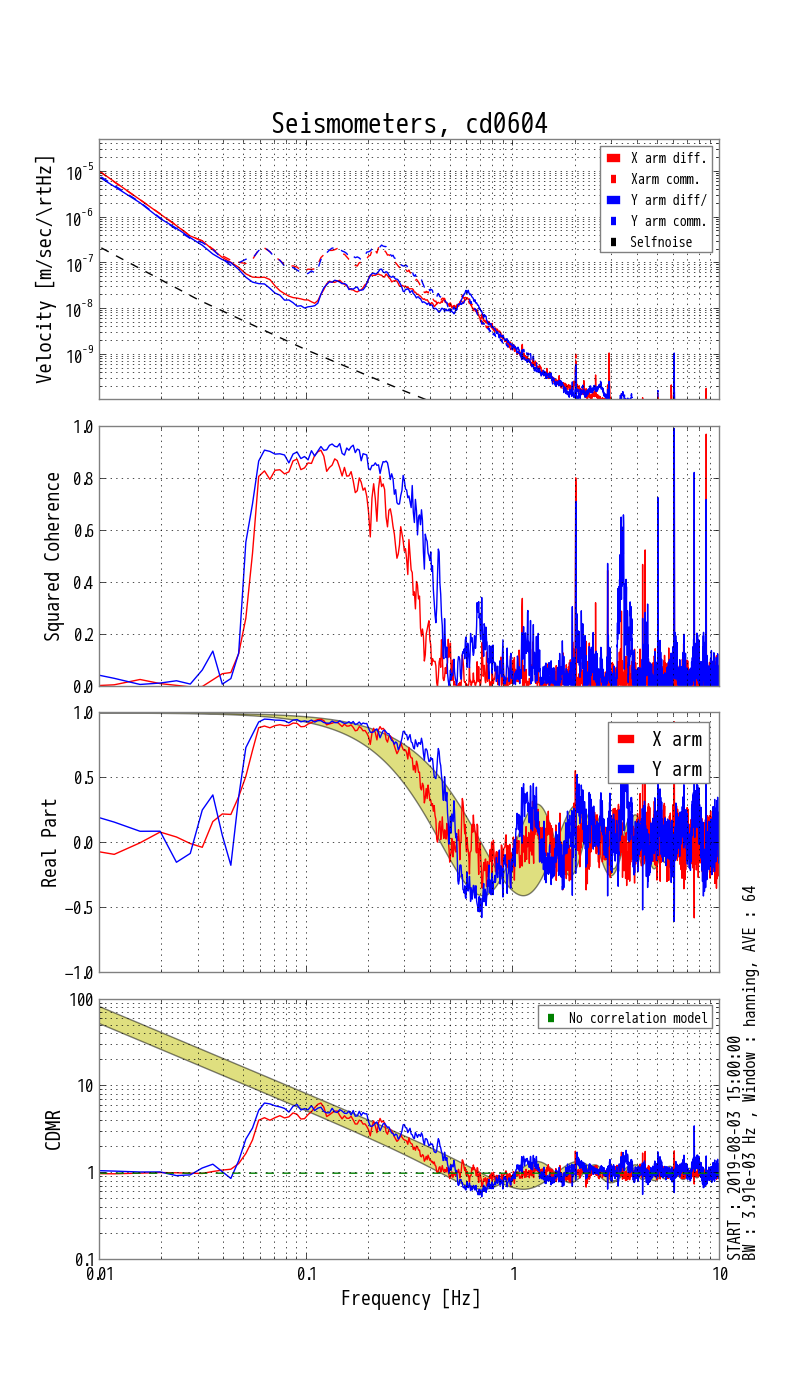 Seismometers, cd0604
Velocity [m/sec/\rtHz]
10^-5
10^-6
10^-7
10^-8
10^-9
X arm diff.
Xarm comm.
Y arm diff/
Y arm comm.
Selfnoise
Squared Coherence
1.0
0.8
0.6
0.4
0.2
0.0
Real Part
1.0
0.5
0.0
−0.5
−1.0
X arm
Y arm
CDMR
100
10
1
0.1
No correlation model
0.01
0.1
1
10
Frequency [Hz]
START : 2019-08-03 15:00:00
BW : 3.91e-03 Hz , Window : hanning, AVE : 64